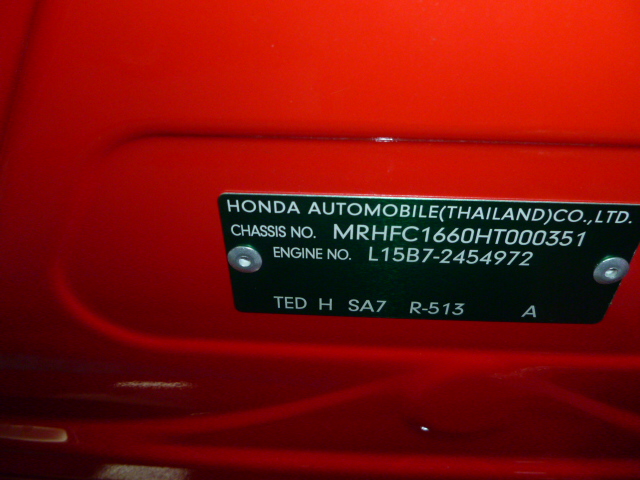 HONDA AUTOMOBILE(THAILAND)CO.,LTD.
CHASSIS NO. MRHFC1660HT000351
ENGINE NO. L15B7-2454972
TED H SA7 R-513 A